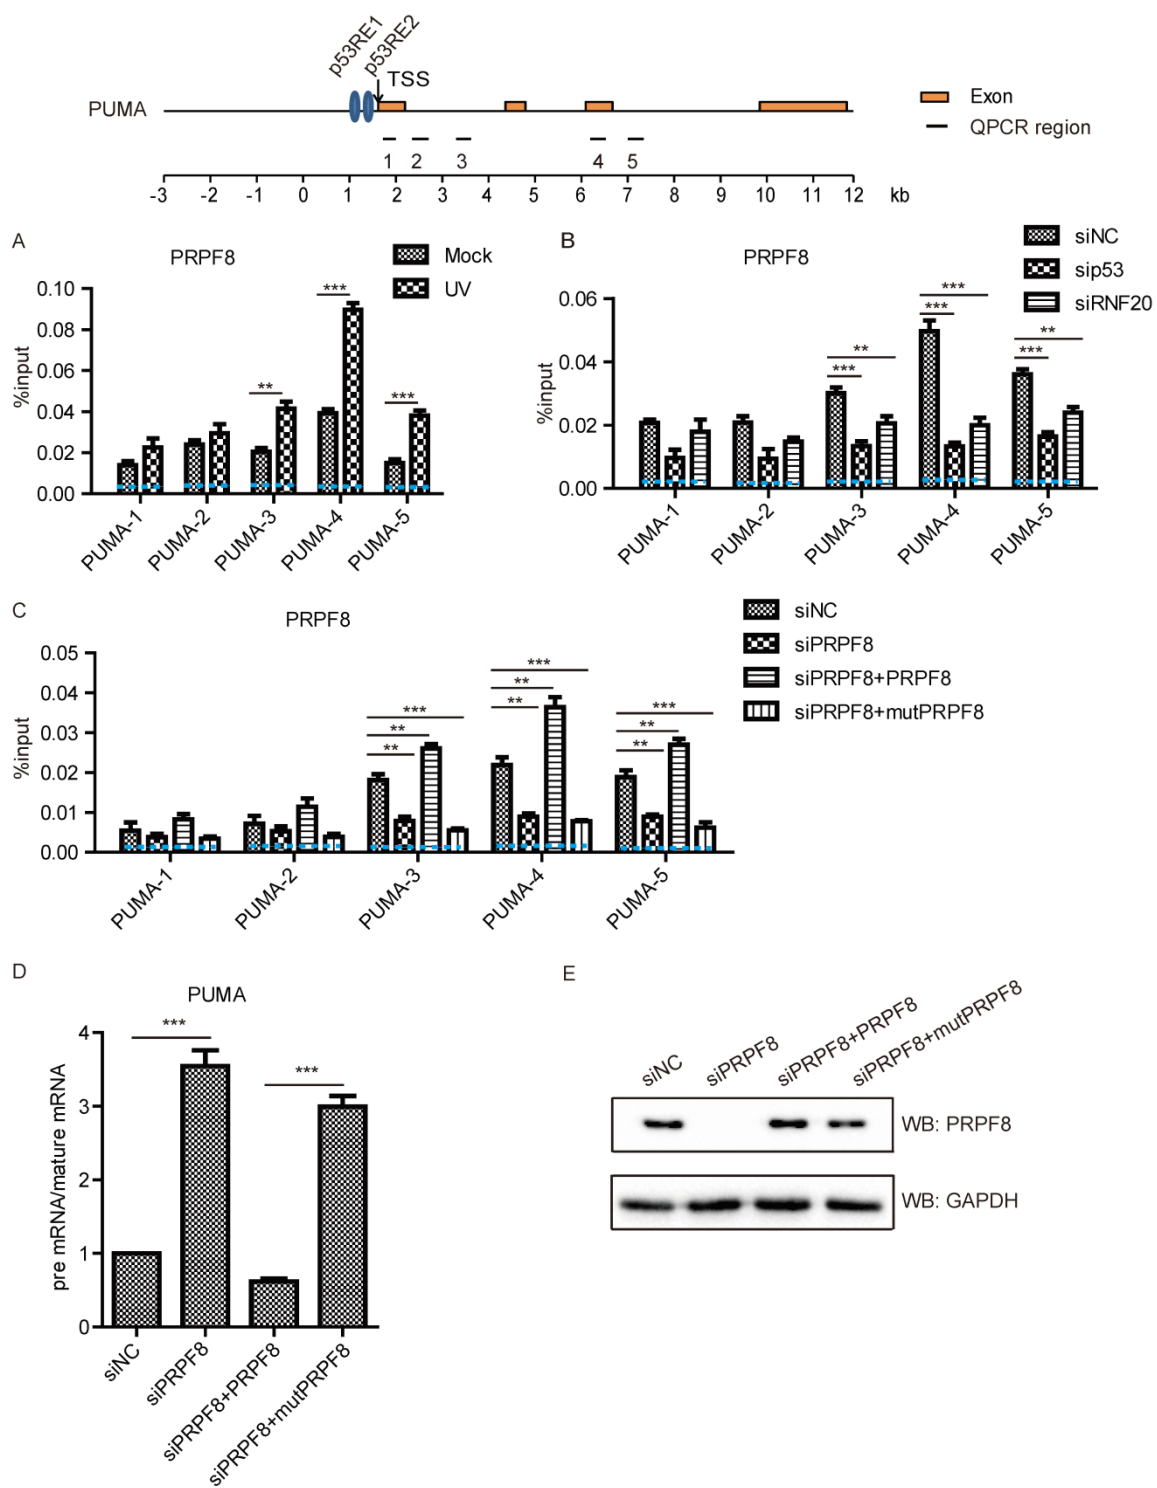 p53RE1
p53RE2
TSS
PUMA
Exon
QPCR region
1 2 3 4 5
-3 -2 -1 0 1 2 3 4 5 6 7 8 9 10 11 12 kb
A
PRPF8
Mock
UV
%input
0.10
0.08
0.06
0.04
0.02
0.00
** *** ***
PUMA-1 PUMA-2 PUMA-3 PUMA-4 PUMA-5
B
PRPF8
siNC
sip53
siRNF20
%input
0.06
0.04
0.02
0.00
** *** *** *** ** ***
PUMA-1 PUMA-2 PUMA-3 PUMA-4 PUMA-5
C
PRPF8
siNC
siPRPF8
siPRPF8+PRPF8
siPRPF8+mutPRPF8
%input
0.05
0.04
0.03
0.02
0.01
0.00
*** *** ***
** ** **
** ** **
PUMA-1 PUMA-2 PUMA-3 PUMA-4 PUMA-5
D
PUMA
pre mRNA/mature mRNA
4
3
2
1
0
*** ***
siNC siPRPF8 siPRPF8+PRPF8 siPRPF8+mutPRPF8
E
siNC siPRPF8 siPRPF8+PRPF8 siPRPF8+mutPRPF8
WB: PRPF8
WB: GAPDH